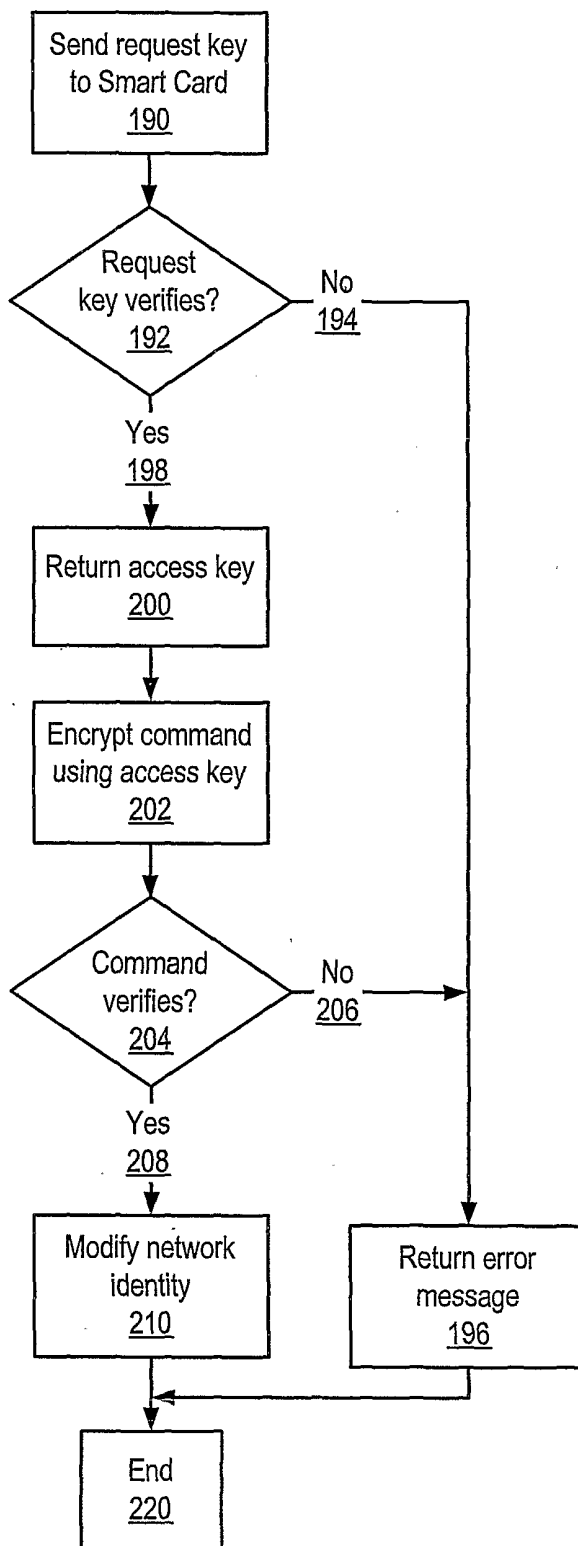 Send request key
to Smart Card
190
Request
key verifies?
192
No
194
Yes
198
Return access key
200
Encrypt command
using access key
202
Command
verifies?
204
No
206
Yes
208
Modify network
identity
210
Return error
message
196
End
220